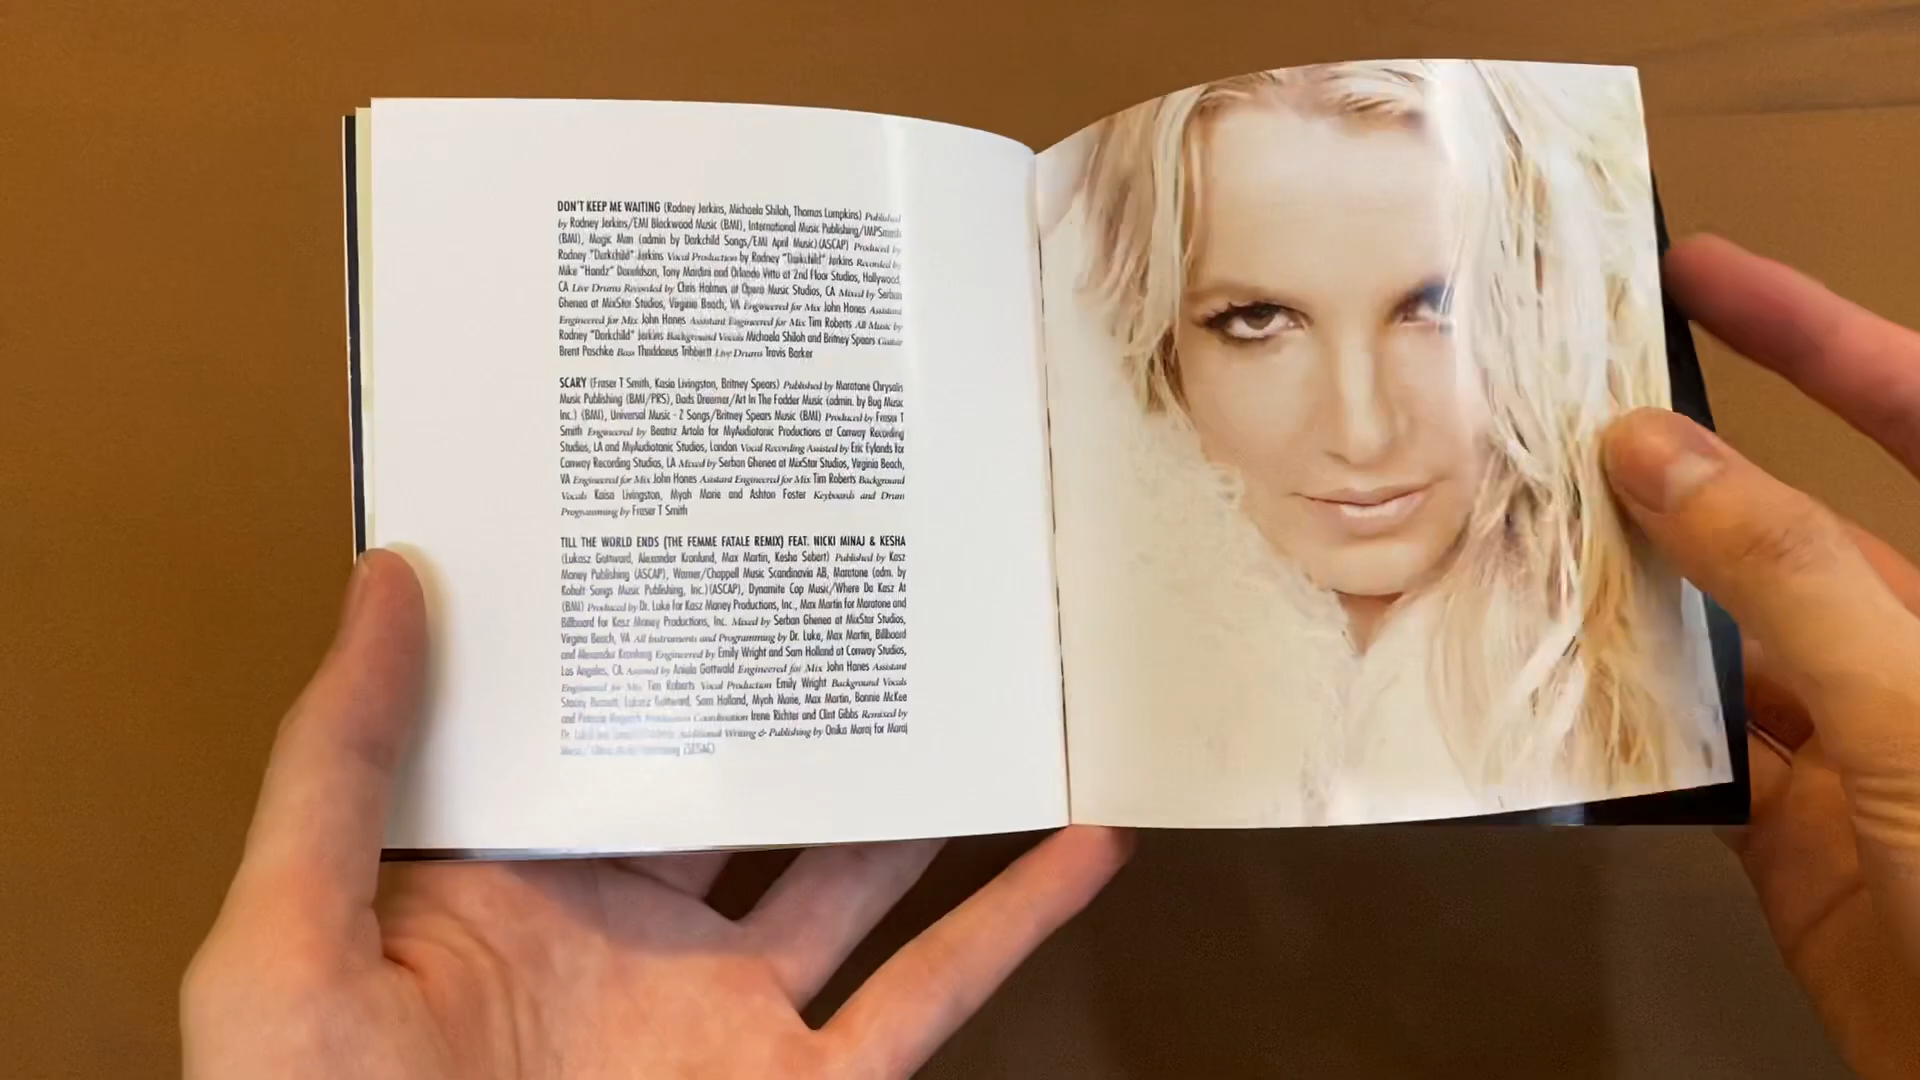 DON'T KEEP ME WAITING (Rodney Jerkins, Michaela Shiloh, Thomas Lumpkins) Published
by Rodney Jerkins/EMI Blackwood Music (BMI), International Music Publishing/IMPSmash
(BMI), Magic Man (admin by Darkchild Songs/EMI April Music)(ASCAP) Produced by
Rodney "Darkchild" Jerkins Vocal Production by Rodney "Darkchild" Jerkins Recorded by
Mike "Handz" Donaldson, Tony Mardini and Orlando Vitto at 2nd Floor Studios, Hollywood,
CA Live Drums Recorded by Chris Holmes at Opera Music Studios, CA Mixed by Serban
Ghenea at MixStar Studios, Virginia Beach, VA Engineered for Mix John Hanes Assistant
Engineered for Mix John Hanes Assistant Engineered for Mix Tim Roberts All Music by
Rodney "Darkchild" Jerkins Background Vocals Michaela Shiloh and Britney Spears Guitar
Brent Paschke Bass Thaddaeus Tribbett Live Drums Travis Barker
SCARY (Fraser T Smith, Kasia Livingston, Britney Spears) Published by Maratone Chrysalis
Music Publishing (BMI/PRS), Dads Dreamer/Art In The Fodder Music (admin. by Bug Music
Inc.) (BMI), Universal Music - Z Songs/Britney Spears Music (BMI) Produced by Fraser T
Smith Engineered by Beatriz Artola for MyAudiotonic Productions at Conway Recording
Studios, LA and MyAudiotonic Studios, London Vocal Recording Assisted by Eric Eylands for
Conway Recording Studios, LA Mixed by Serban Ghenea at MixStar Studios, Virginia Beach,
VA Engineered for Mix John Hanes Assistant Engineered for Mix Tim Roberts Background
Vocals Kaisa Livingston, Myah Marie and Ashton Foster Keyboards and Drum
Programming by Fraser T Smith
TILL THE WORLD ENDS (THE FEMME FATALE REMIX) FEAT. NICKI MINAJ & KESHA
(Lukasz Gottward, Alexander Kronlund, Max Martin, Kesha Sebert) Published by Kasz
Money Publishing (ASCAP), Warner/Chappell Music Scandinavia AB, Maratone (adm. by
Kobalt Songs Music Publishing, Inc.)(ASCAP), Dynamite Cop Music/Where Da Kasz At
(BMI) Produced by Dr. Luke for Kasz Money Productions, Inc., Max Martin for Maratone and
Billboard for Kasz Money Productions, Inc. Mixed by Serban Ghenea at MixStar Studios,
Virginia Beach, VA All Instruments and Programming by Dr. Luke, Max Martin, Billboard
and Alexander Kronlung Engineered by Emily Wright and Sam Holland at Conway Studios,
Los Angeles, CA Assisted by Aniela Gottwald Engineered for Mix John Hanes Assistant
Engineered for Mix Tim Roberts Vocal Production Emily Wright Background Vocals
Stacey Barnett, Lukasz Gottward, Sam Holland, Myah Marie, Max Martin, Bonnie McKee
and Patricia Production Coordination Irene Richter and Clint Gibbs Remixed by
Dr. Luke Additional Writing & Publishing by Onika Maraj for Maraj
Music/ (SESAC)